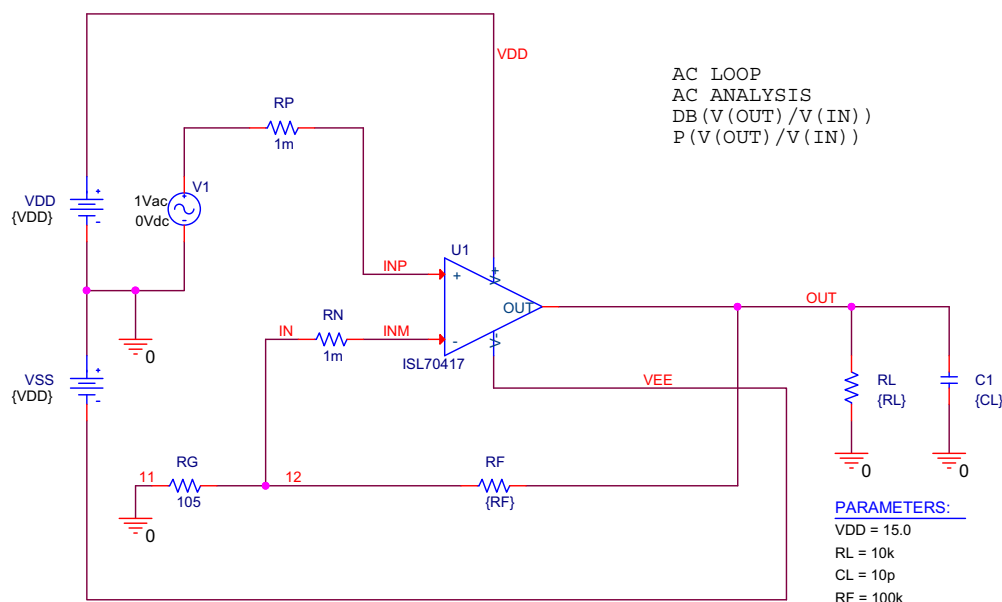 VDD
AC LOOP
AC ANALYSIS
DB(V(OUT)/V(IN))
P(V(OUT)/V(IN))
RP
1m
VDD
{VDD}
+
-
1Vac
0Vdc
V1
+
-
U1
INP
+
V+
OUT
OUT
0
IN
RN
1m
INM
-
V-
ISL70417
VSS
{VDD}
+
-
VEE
RL
{RL}
C1
{CL}
11
RG
105
12
RF
{RF}
0
0
0
PARAMETERS:
VDD = 15.0
RL = 10k
CL = 10p
RF = 100k